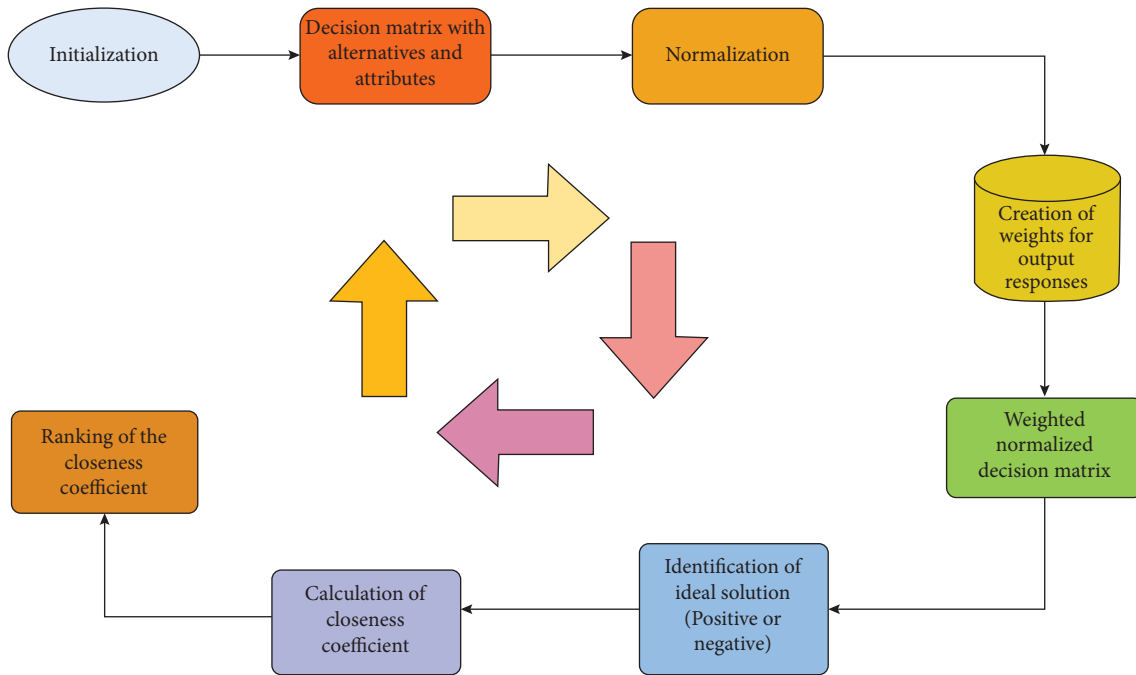 Initialization
Decision matrix with
alternatives and
attributes
Normalization
Creation of
weights for
output
responses
Weighted
normalized
decision matrix
Identification of
ideal solution
(Positive or
negative)
Calculation of
closeness
coefficient
Ranking of the
closeness
coefficient